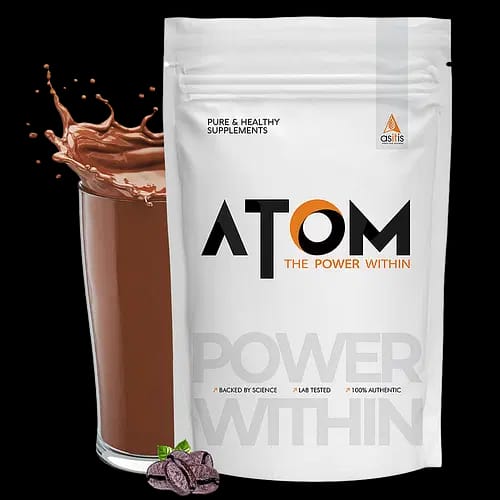 PURE & HEALTHY
SUPPLEMENTS
asitis
ATOM
THE POWER WITHIN
POWER
↗ BACKED BY SCIENCE ↗ LAB TESTED ↗ 100% AUTHENTIC
WITHIN